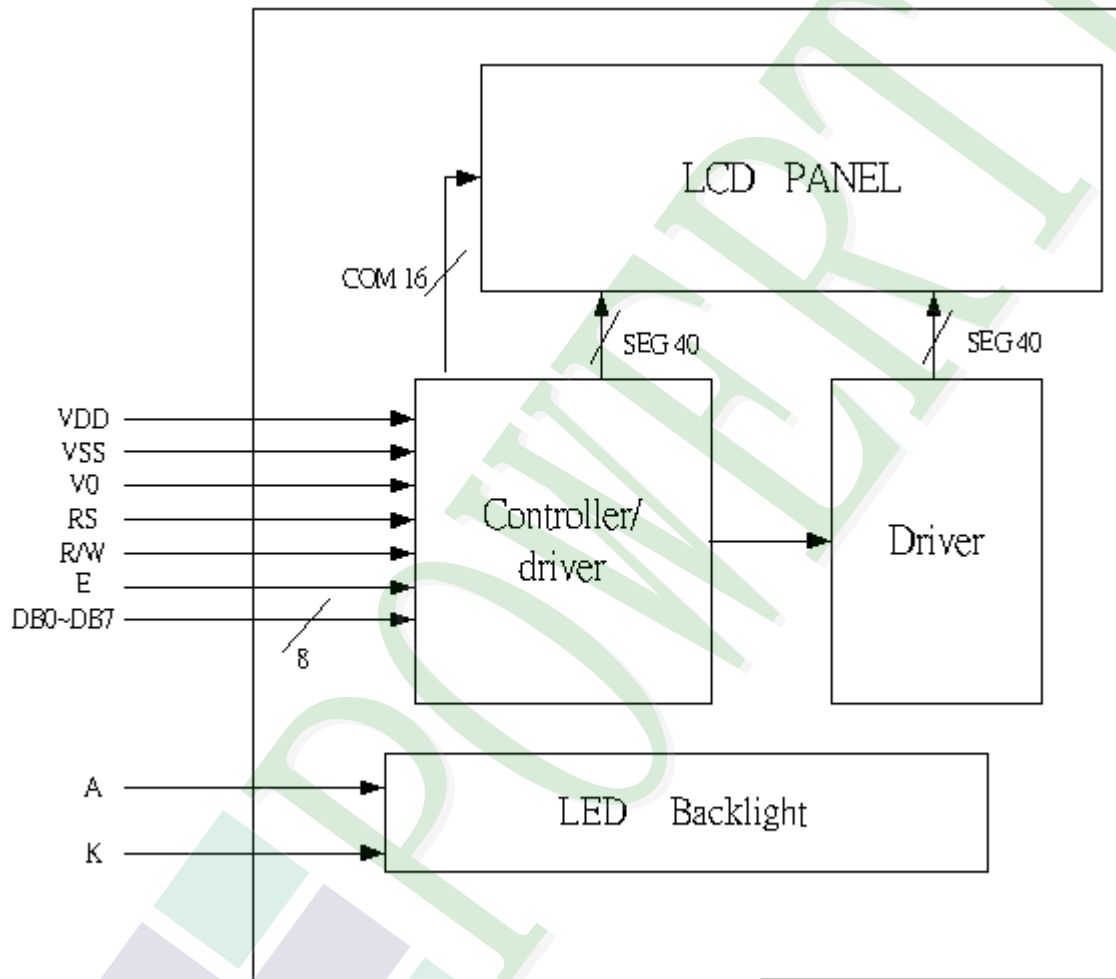 LCD PANEL
COM 16
SEG 40
SEG 40
VDD
VSS
V0
RS
R/W
E
DB0~DB7
8
Controller/
driver
Driver
A
K
LED Backlight
POWERT